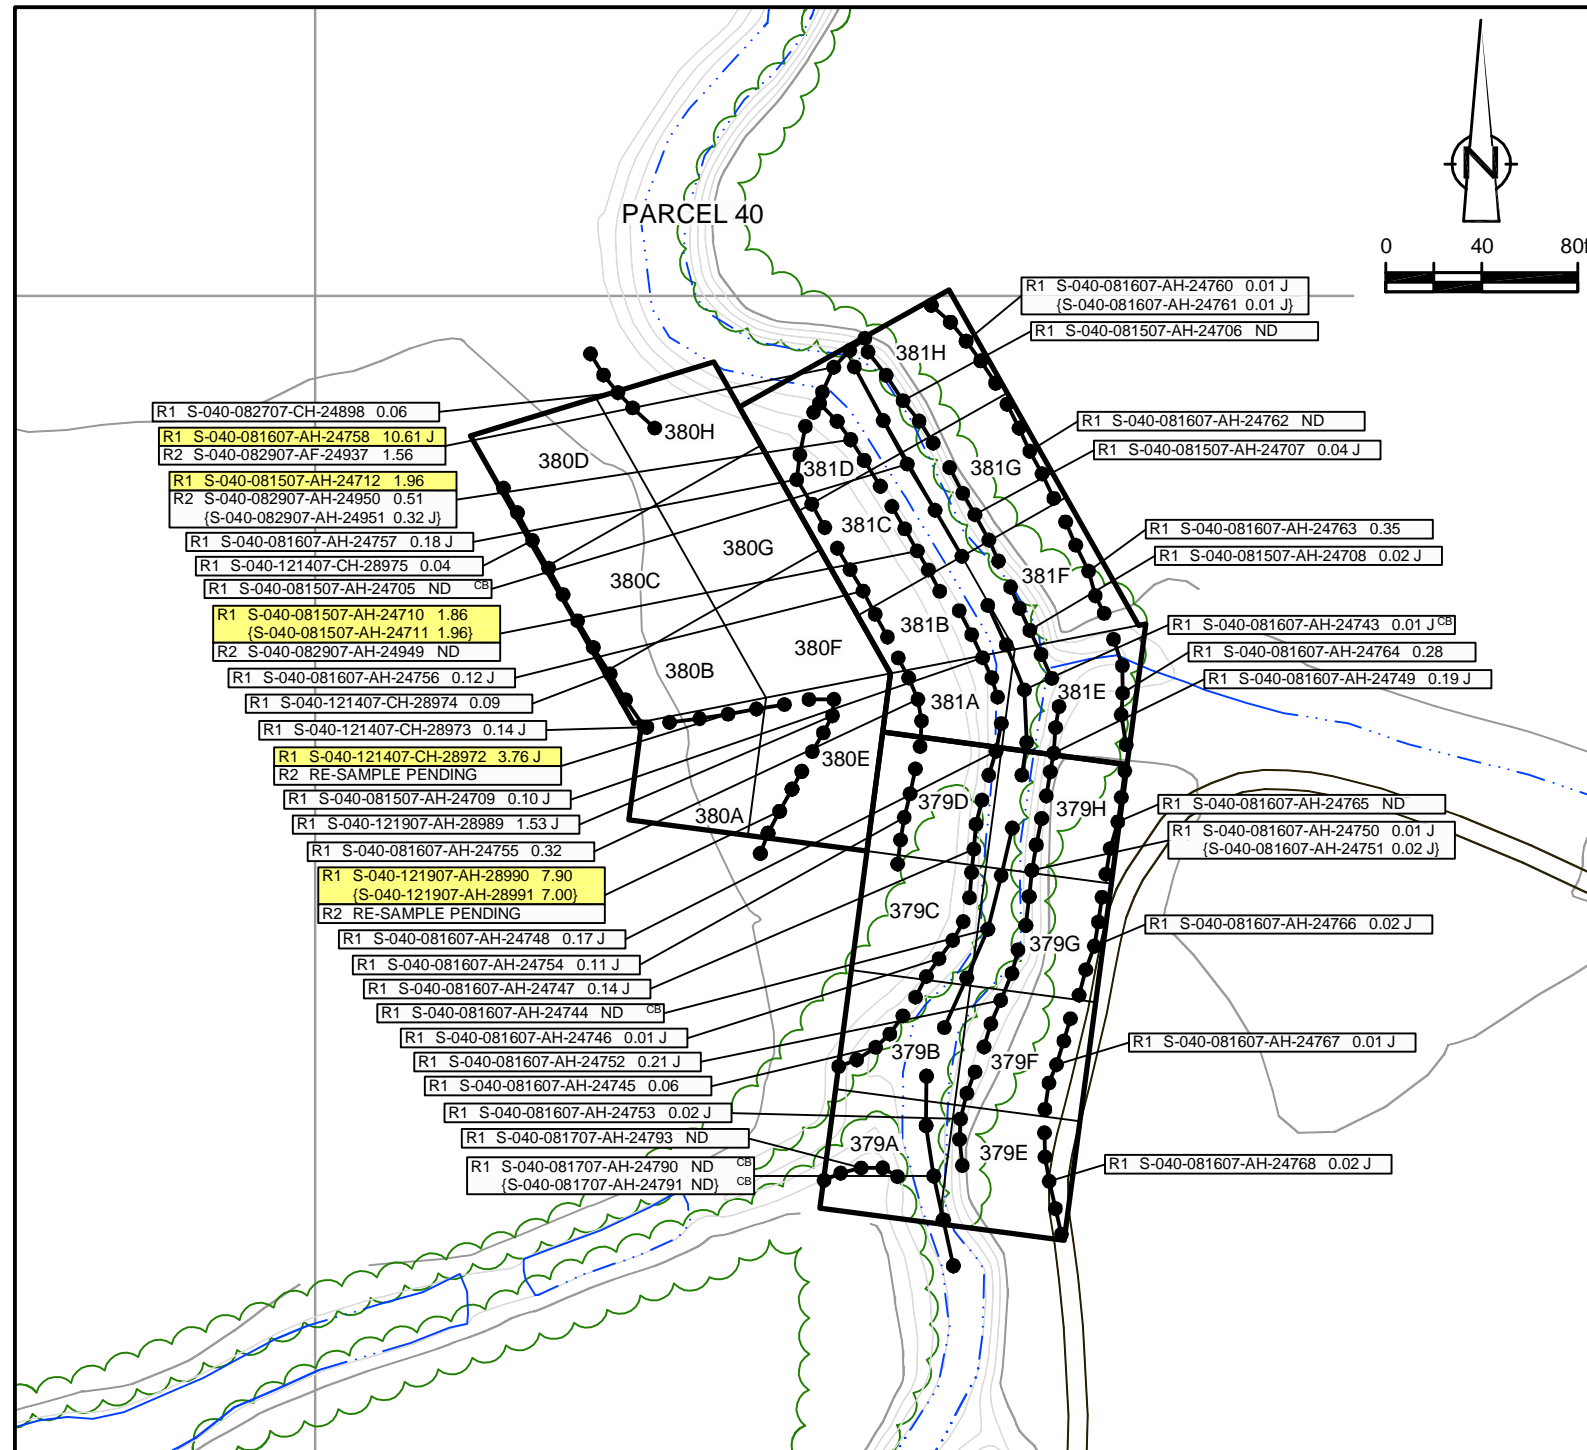 PARCEL 40
N
0 40 80f
R1 S-040-081607-AH-24760 0.01 J
{S-040-081607-AH-24761 0.01 J}
R1 S-040-081507-AH-24706 ND
R1 S-040-081607-AH-24762 ND
R1 S-040-081507-AH-24707 0.04 J
R1 S-040-081607-AH-24763 0.35
R1 S-040-081507-AH-24708 0.02 J
R1 S-040-081607-AH-24743 0.01 J CB
R1 S-040-081607-AH-24764 0.28
R1 S-040-081607-AH-24749 0.19 J
R1 S-040-081607-AH-24765 ND
R1 S-040-081607-AH-24750 0.01 J
{S-040-081607-AH-24751 0.02 J}
R1 S-040-081607-AH-24766 0.02 J
R1 S-040-081607-AH-24767 0.01 J
R1 S-040-081607-AH-24768 0.02 J
R1 S-040-082707-CH-24898 0.06
R1 S-040-081607-AH-24758 10.61 J
R2 S-040-082907-AF-24937 1.56
R1 S-040-081507-AH-24712 1.96
R2 S-040-082907-AH-24950 0.51
{S-040-082907-AH-24951 0.32 J}
R1 S-040-081607-AH-24757 0.18 J
R1 S-040-121407-CH-28975 0.04
R1 S-040-081507-AH-24705 ND CB
R1 S-040-081507-AH-24710 1.86
{S-040-081507-AH-24711 1.96}
R2 S-040-082907-AH-24949 ND
R1 S-040-081607-AH-24756 0.12 J
R1 S-040-121407-CH-28974 0.09
R1 S-040-121407-CH-28973 0.14 J
R1 S-040-121407-CH-28972 3.76 J
R2 RE-SAMPLE PENDING
R1 S-040-081507-AH-24709 0.10 J
R1 S-040-121907-AH-28989 1.53 J
R1 S-040-081607-AH-24755 0.32
R1 S-040-121907-AH-28990 7.90
{S-040-121907-AH-28991 7.00}
R2 RE-SAMPLE PENDING
R1 S-040-081607-AH-24748 0.17 J
R1 S-040-081607-AH-24754 0.11 J
R1 S-040-081607-AH-24747 0.14 J
R1 S-040-081607-AH-24744 ND CB
R1 S-040-081607-AH-24746 0.01 J
R1 S-040-081607-AH-24752 0.21 J
R1 S-040-081607-AH-24745 0.06
R1 S-040-081607-AH-24753 0.02 J
R1 S-040-081707-AH-24793 ND
R1 S-040-081707-AH-24790 ND CB
{S-040-081707-AH-24791 ND} CB
381H
380H
380D
381D
381G
381C
380G
380C
381F
381B
380F
380B
381E
381A
380E
380A
379D
379H
379C
379G
379B
379F
379A
379E